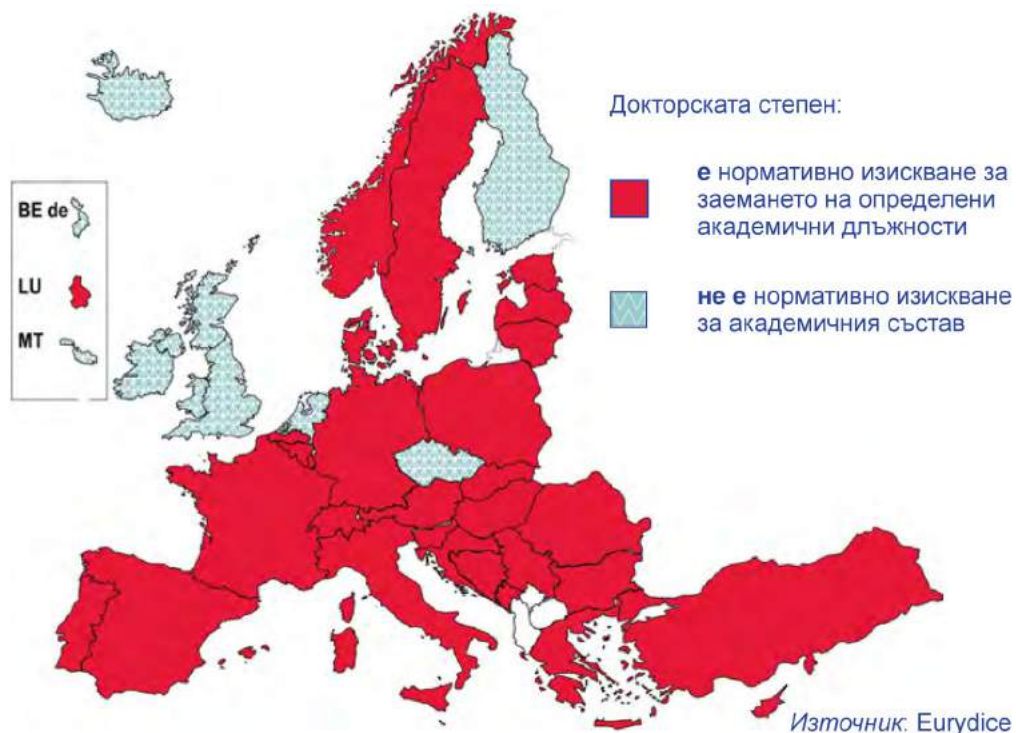 Докторската степен:
е нормативно изискване за
заемането на определени
академични длъжности
BE de
LU
MT
не е нормативно изискване
за академичния състав
Източник: Eurydice